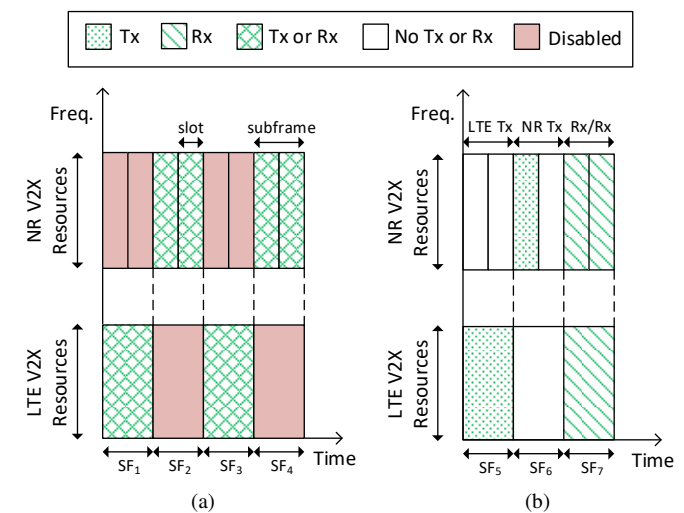 Tx Rx Tx or Rx No Tx or Rx Disabled
Freq.
slot subframe
NR V2X
Resources
LTE V2X
Resources
SF1 SF2 SF3 SF4
Time
(a)
Freq.
LTE Tx NR Tx Rx/Rx
NR V2X
Resources
LTE V2X
Resources
SF5 SF6 SF7
Time
(b)